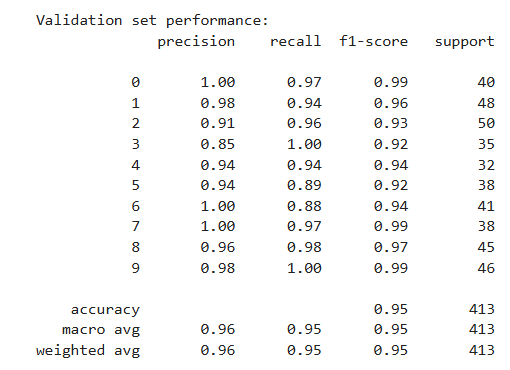 Validation set performance:
precision recall f1-score support
0 1.00 0.97 0.99 40
1 0.98 0.94 0.96 48
2 0.91 0.96 0.93 50
3 0.85 1.00 0.92 35
4 0.94 0.94 0.94 32
5 0.94 0.89 0.92 38
6 1.00 0.88 0.94 41
7 1.00 0.97 0.99 38
8 0.96 0.98 0.97 45
9 0.98 1.00 0.99 46
accuracy 0.95 413
macro avg 0.96 0.95 0.95 413
weighted avg 0.96 0.95 0.95 413